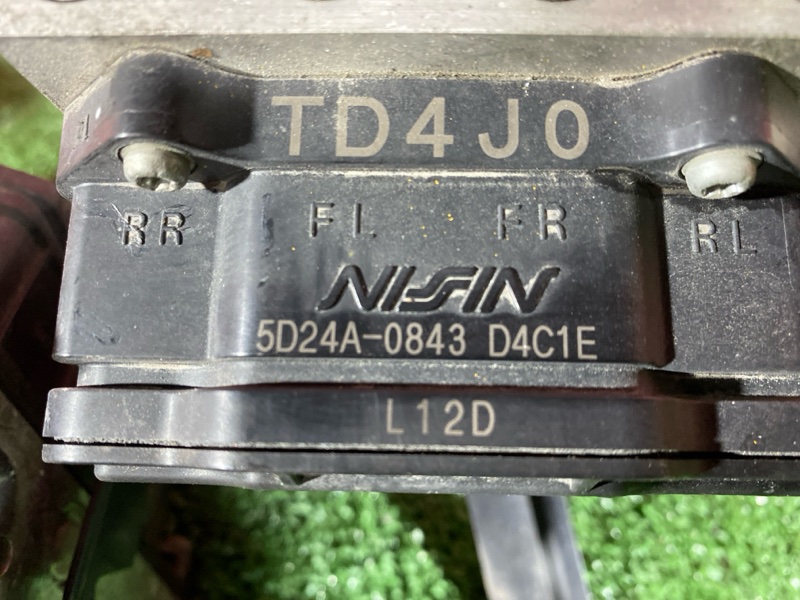 TD4J0
RR FL FR RL
NISSIN
5D24A-0843 D4C1E
L12D